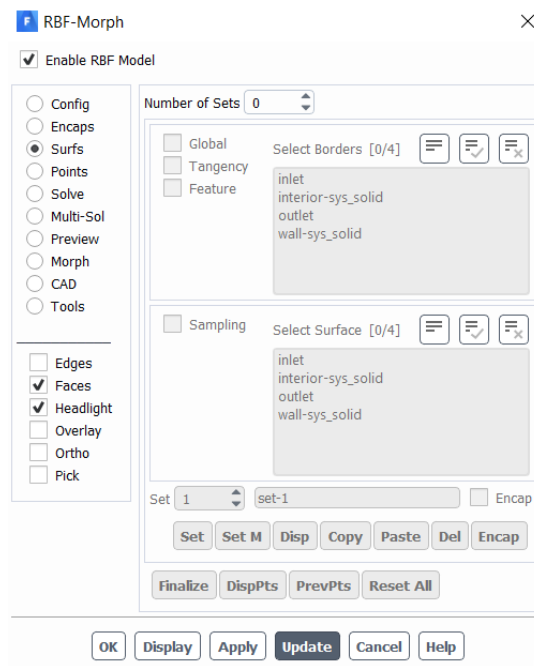 RBF-Morph
Enable RBF Model
Config
Encaps
Surfs
Points
Solve
Multi-Sol
Preview
Morph
CAD
Tools
Edges
Faces
Headlight
Overlay
Ortho
Pick
Number of Sets 0
Global
Tangency
Feature
Select Borders [0/4]
inlet
interior-sys_solid
outlet
wall-sys_solid
Sampling
Select Surface [0/4]
inlet
interior-sys_solid
outlet
wall-sys_solid
Set 1 set-1 Encap
Set Set M Disp Copy Paste Del Encap
Finalize DispPts PrevPts Reset All
OK Display Apply Update Cancel Help